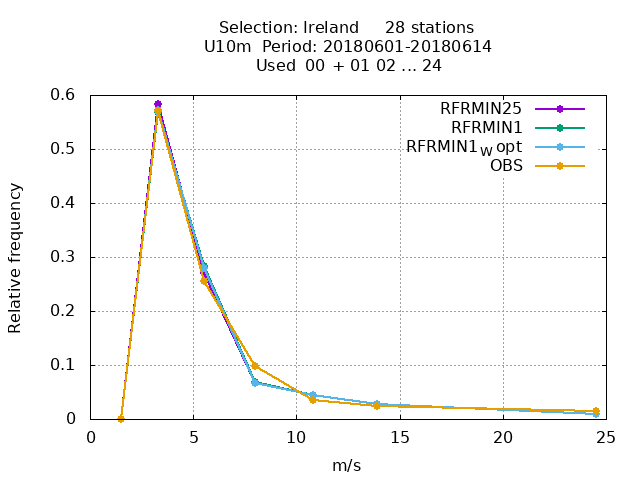 Selection: Ireland 28 stations
U10m Period: 20180601-20180614
Used 00 + 01 02 ... 24
RFRMIN25
RFRMIN1
RFRMIN1_W opt
OBS
0.6
0.5
0.4
0.3
0.2
0.1
0
Relative frequency
0 5 10 15 20 25
m/s